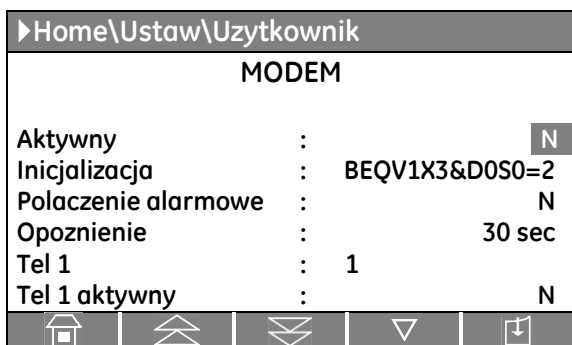 Home\Ustaw\Uzytkownik
MODEM
Aktywny : N
Inicjalizacja : BEQV1X3&D0S0=2
Polaczenie alarmowe : N
Opoznienie : 30 sec
Tel 1 : 1
Tel 1 aktywny : N